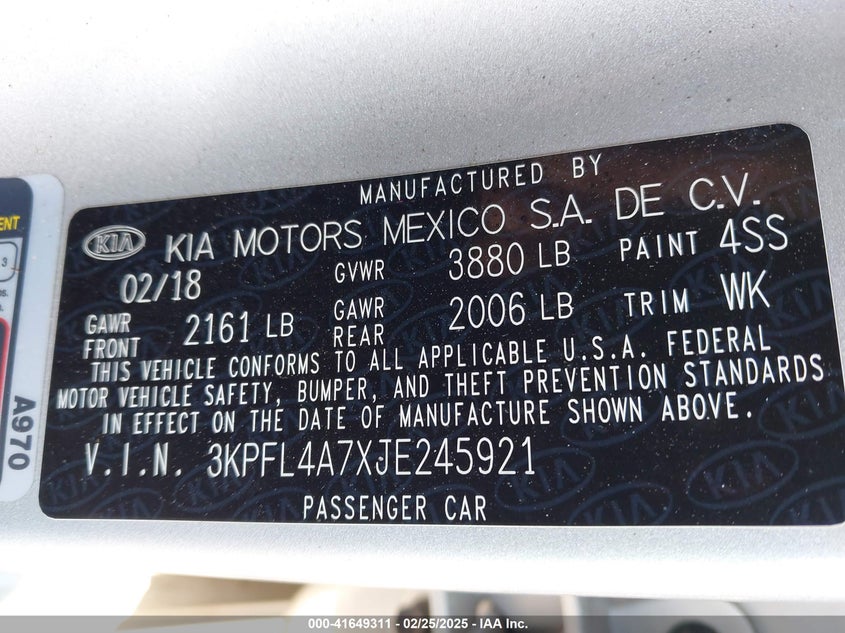 MANUFACTURED BY
KIA KIA MOTORS MEXICO S.A. DE C.V.
02/18 GVWR 3880 LB PAINT 4SS
GAWR FRONT 2161 LB GAWR REAR 2006 LB TRIM WK
THIS VEHICLE CONFORMS TO ALL APPLICABLE U.S.A. FEDERAL
MOTOR VEHICLE SAFETY, BUMPER, AND THEFT PREVENTION STANDARDS
IN EFFECT ON THE DATE OF MANUFACTURE SHOWN ABOVE.
V.I.N. 3KPFL4A7XJE245921
PASSENGER CAR
A970
3
000-41649311 - 02/25/2025 - IAA Inc.